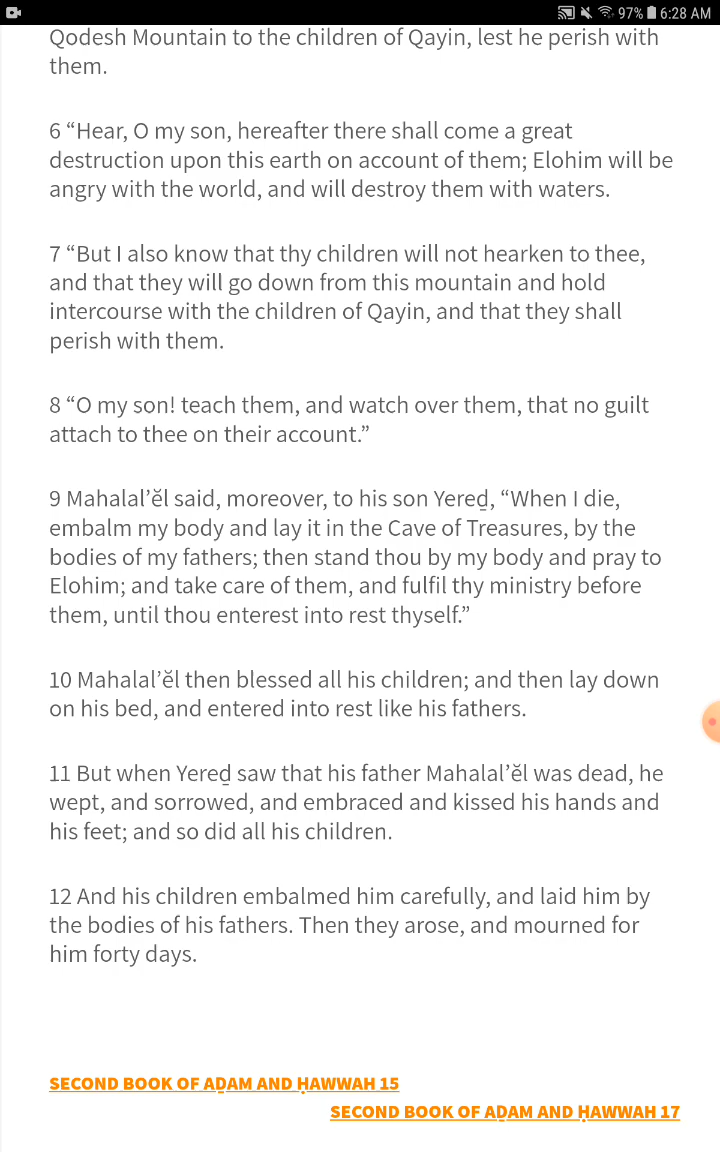 97% 6:28 AM
Qodesh Mountain to the children of Qayin, lest he perish with
them.
6 “Hear, O my son, hereafter there shall come a great
destruction upon this earth on account of them; Elohim will be
angry with the world, and will destroy them with waters.
7 “But I also know that thy children will not hearken to thee,
and that they will go down from this mountain and hold
intercourse with the children of Qayin, and that they shall
perish with them.
8 “O my son! teach them, and watch over them, that no guilt
attach to thee on their account.”
9 Mahalal’ĕl said, moreover, to his son Yereḏ, “When I die,
embalm my body and lay it in the Cave of Treasures, by the
bodies of my fathers; then stand thou by my body and pray to
Elohim; and take care of them, and fulfil thy ministry before
them, until thou enterest into rest thyself.”
10 Mahalal’ĕl then blessed all his children; and then lay down
on his bed, and entered into rest like his fathers.
11 But when Yereḏ saw that his father Mahalal’ĕl was dead, he
wept, and sorrowed, and embraced and kissed his hands and
his feet; and so did all his children.
12 And his children embalmed him carefully, and laid him by
the bodies of his fathers. Then they arose, and mourned for
him forty days.
SECOND BOOK OF AḎAM AND ḤAWWAH 15
SECOND BOOK OF AḎAM AND ḤAWWAH 17